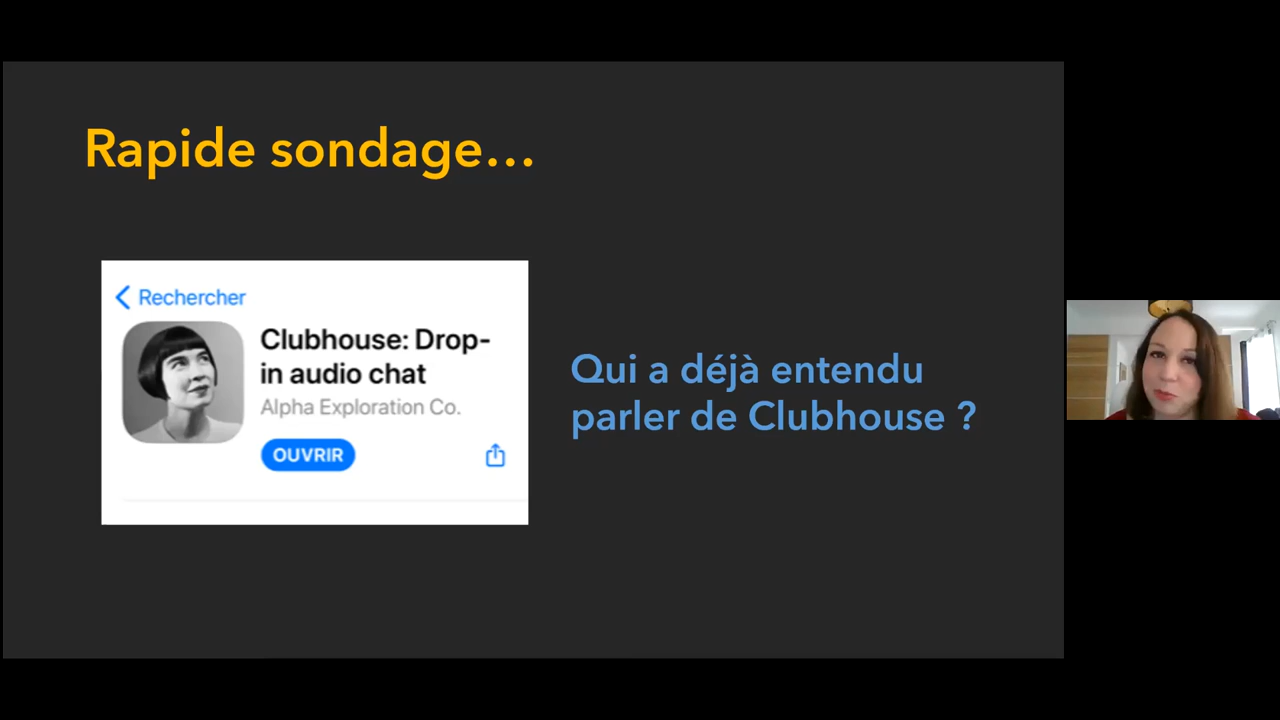 Rapide sondage...
Rechercher
Clubhouse: Drop-
in audio chat
Alpha Exploration Co.
OUVRIR
Qui a déjà entendu
parler de Clubhouse ?